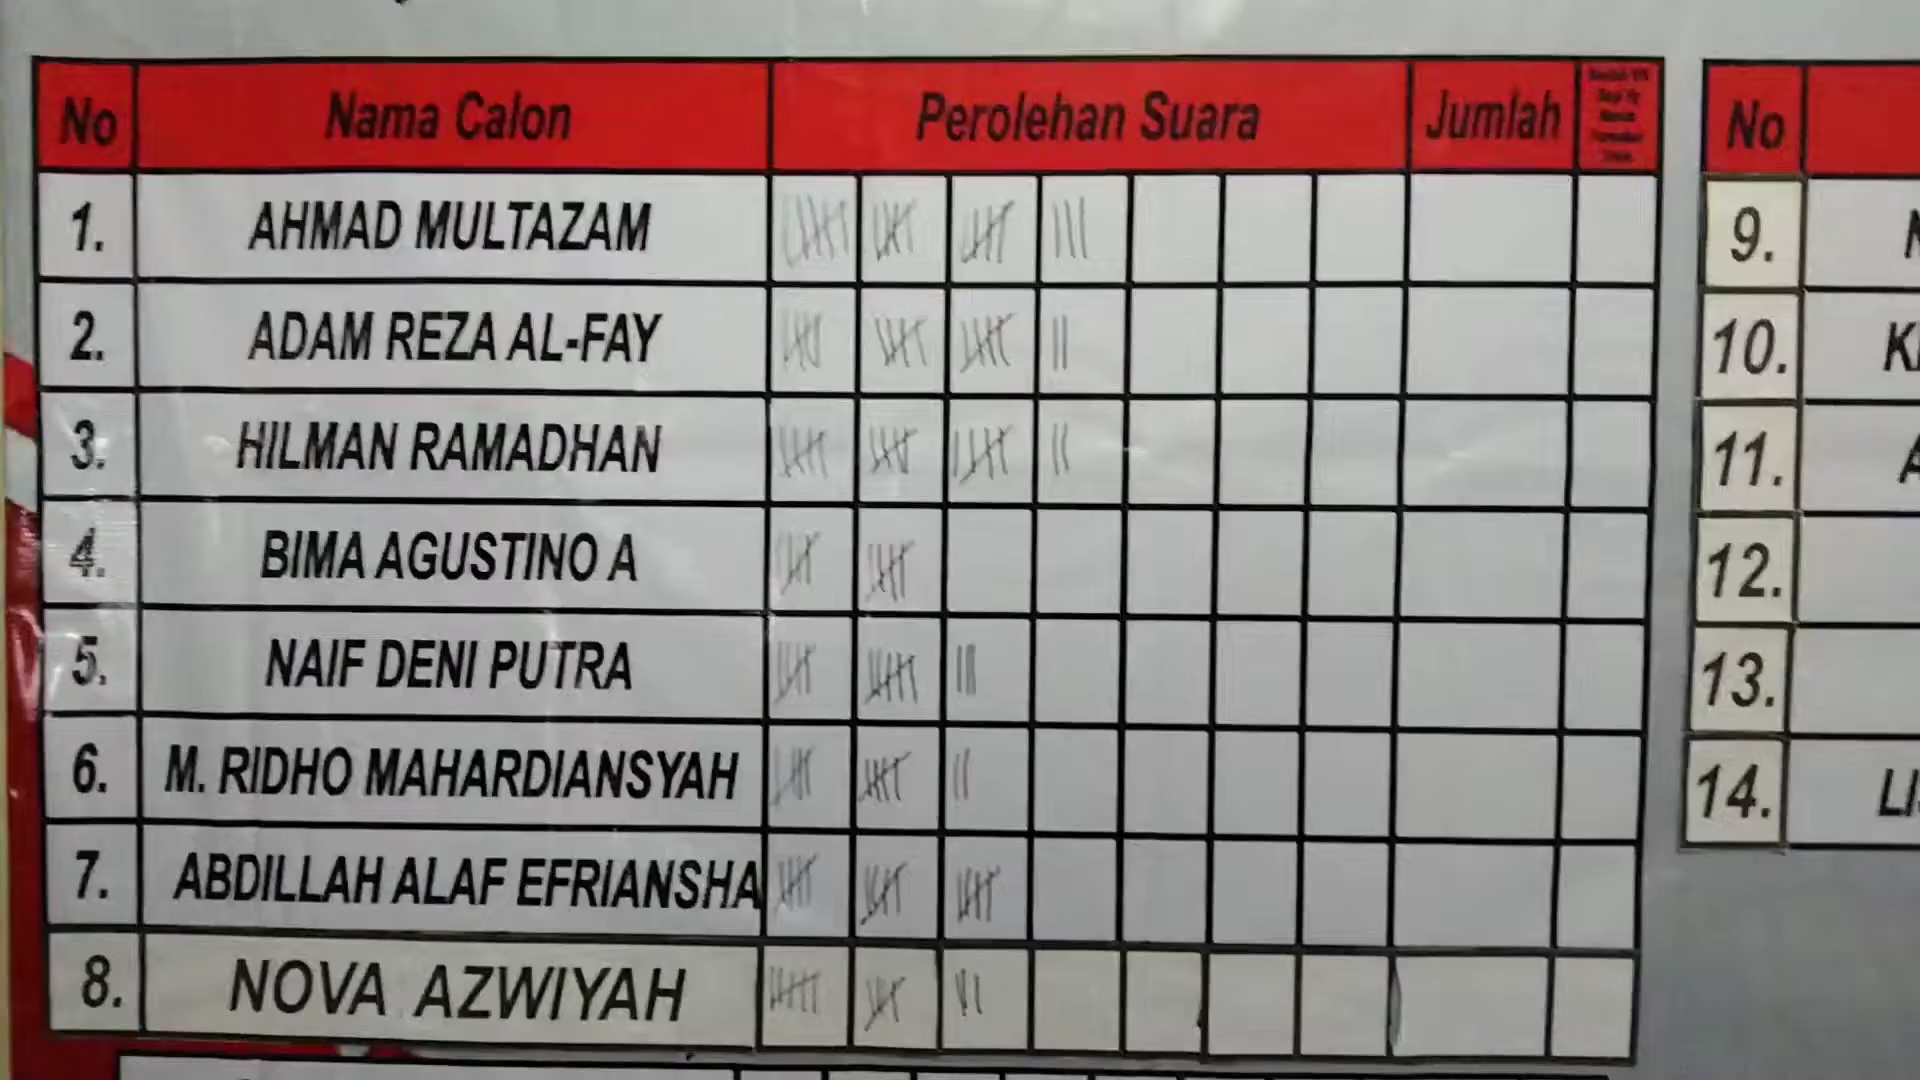 No Nama Calon Perolehan Suara Jumlah No
1. AHMAD MULTAZAM 9.
2. ADAM REZA AL-FAY 10.
3. HILMAN RAMADHAN 11.
4. BIMA AGUSTINO A 12.
5. NAIF DENI PUTRA 13.
6. M. RIDHO MAHARDIANSYAH 14.
7. ABDILLAH ALAF EFRIANSHA
8. NOVA AZWIYAH